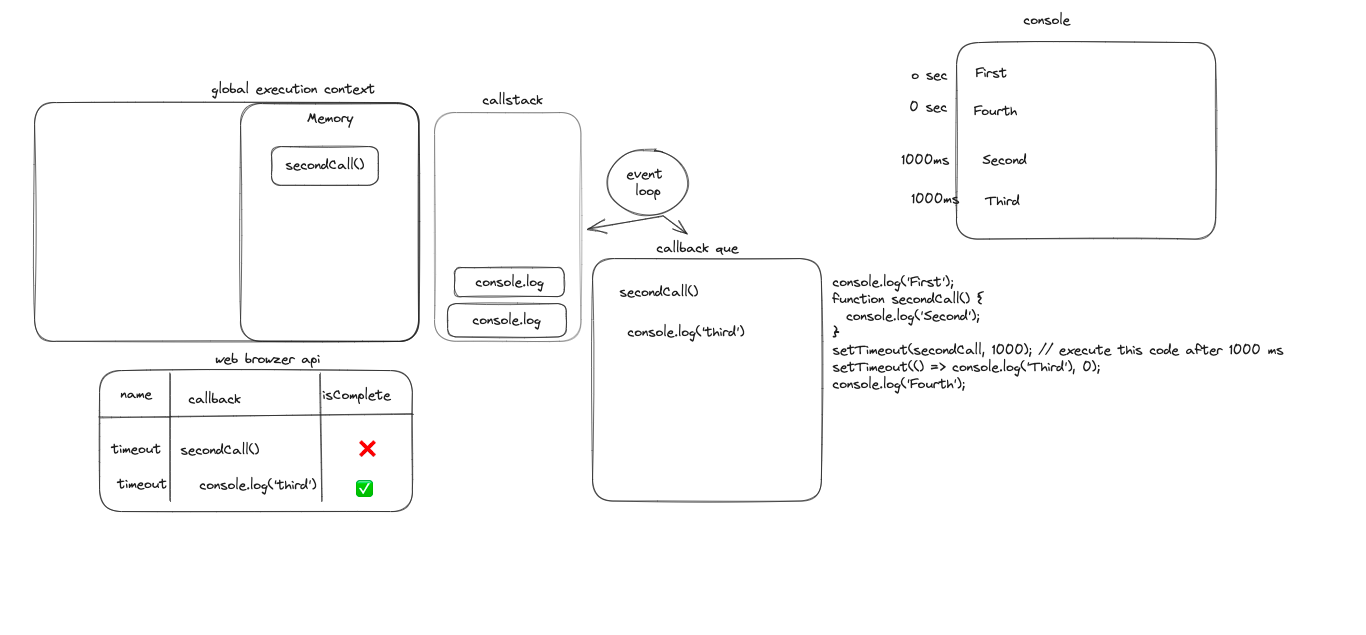 console
o sec
First
0 sec
Fourth
1000ms
Second
1000ms
Third
global execution context
Memory
secondCall()
callstack
console.log
console.log
event
loop
callback que
secondCall()
console.log('third')
console.log('First');
function secondCall() {
console.log('Second');
}
setTimeout(secondCall, 1000); // execute this code after 1000 ms
setTimeout(() => console.log('Third'), 0);
console.log('Fourth');
web browzer api
name
callback
isComplete
timeout
secondCall()
timeout
console.log('third')